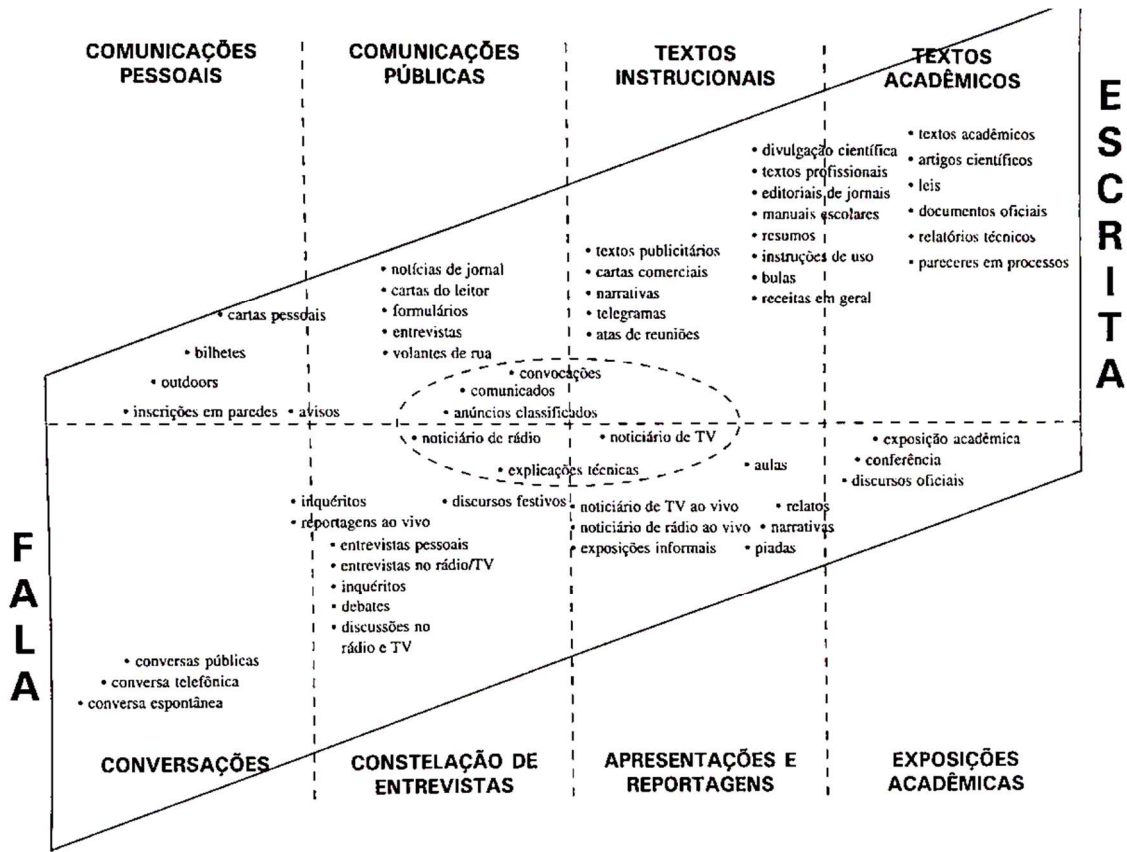 COMUNICAÇÕES
PESSOAIS
COMUNICAÇÕES
PÚBLICAS
TEXTOS
INSTRUCIONAIS
TEXTOS
ACADÊMICOS
ESCRITA
• textos acadêmicos
• artigos científicos
• leis
• documentos oficiais
• relatórios técnicos
• pareceres em processos
• divulgação científica
• textos profissionais
• editoriais de jornais
• manuais escolares
• resumos
• instruções de uso
• bulas
• receitas em geral
• textos publicitários
• cartas comerciais
• narrativas
• telegramas
• atas de reuniões
• notícias de jornal
• cartas do leitor
• formulários
• entrevistas
• volantes de rua
• cartas pessoais
• bilhetes
• outdoors
• inscrições em paredes
• avisos
• convocações
• comunicados
• anúncios classificados
• noticiário de rádio
• noticiário de TV
• explicações técnicas
• exposição acadêmica
• conferência
• discursos oficiais
• aulas
• inquéritos
• reportagens ao vivo
• discursos festivos
• entrevistas pessoais
• entrevistas no rádio/TV
• inquéritos
• debates
• discussões no
rádio e TV
• noticiário de TV ao vivo
• relatos
• noticiário de rádio ao vivo
• narrativas
• exposições informais
• piadas
FALA
• conversas públicas
• conversa telefônica
• conversa espontânea
CONVERSAÇÕES
CONSTELAÇÃO DE
ENTREVISTAS
APRESENTAÇÕES E
REPORTAGENS
EXPOSIÇÕES
ACADÊMICAS